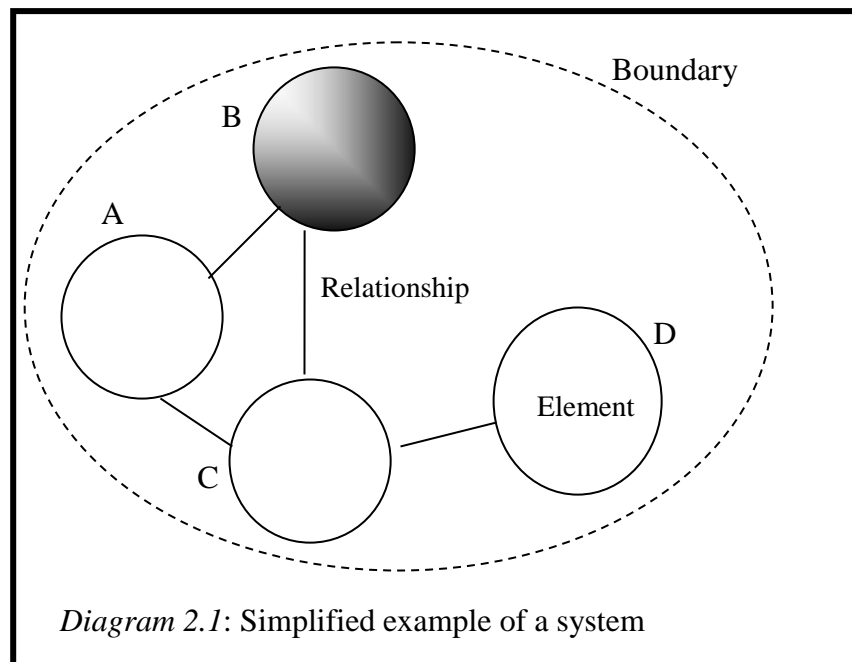 Boundary
B
A
Relationship
D
Element
C
Diagram 2.1: Simplified example of a system